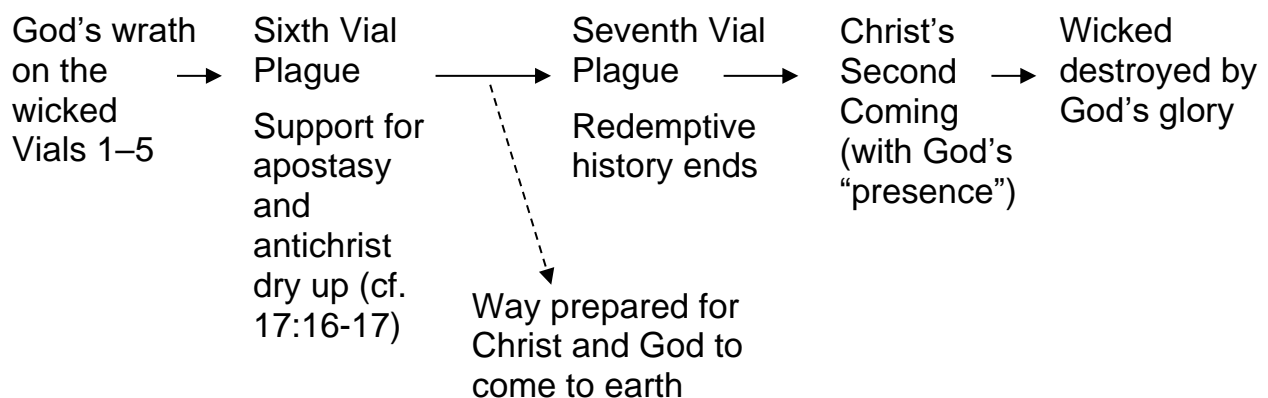 God’s wrath
on the
wicked
Vials 1–5
Sixth Vial
Plague
Support for
apostasy
and
antichrist
dry up (cf.
17:16-17)
Way prepared for
Christ and God to
come to earth
Seventh Vial
Plague
Redemptive
history ends
Christ’s
Second
Coming
(with God’s
“presence”)
Wicked
destroyed by
God’s glory